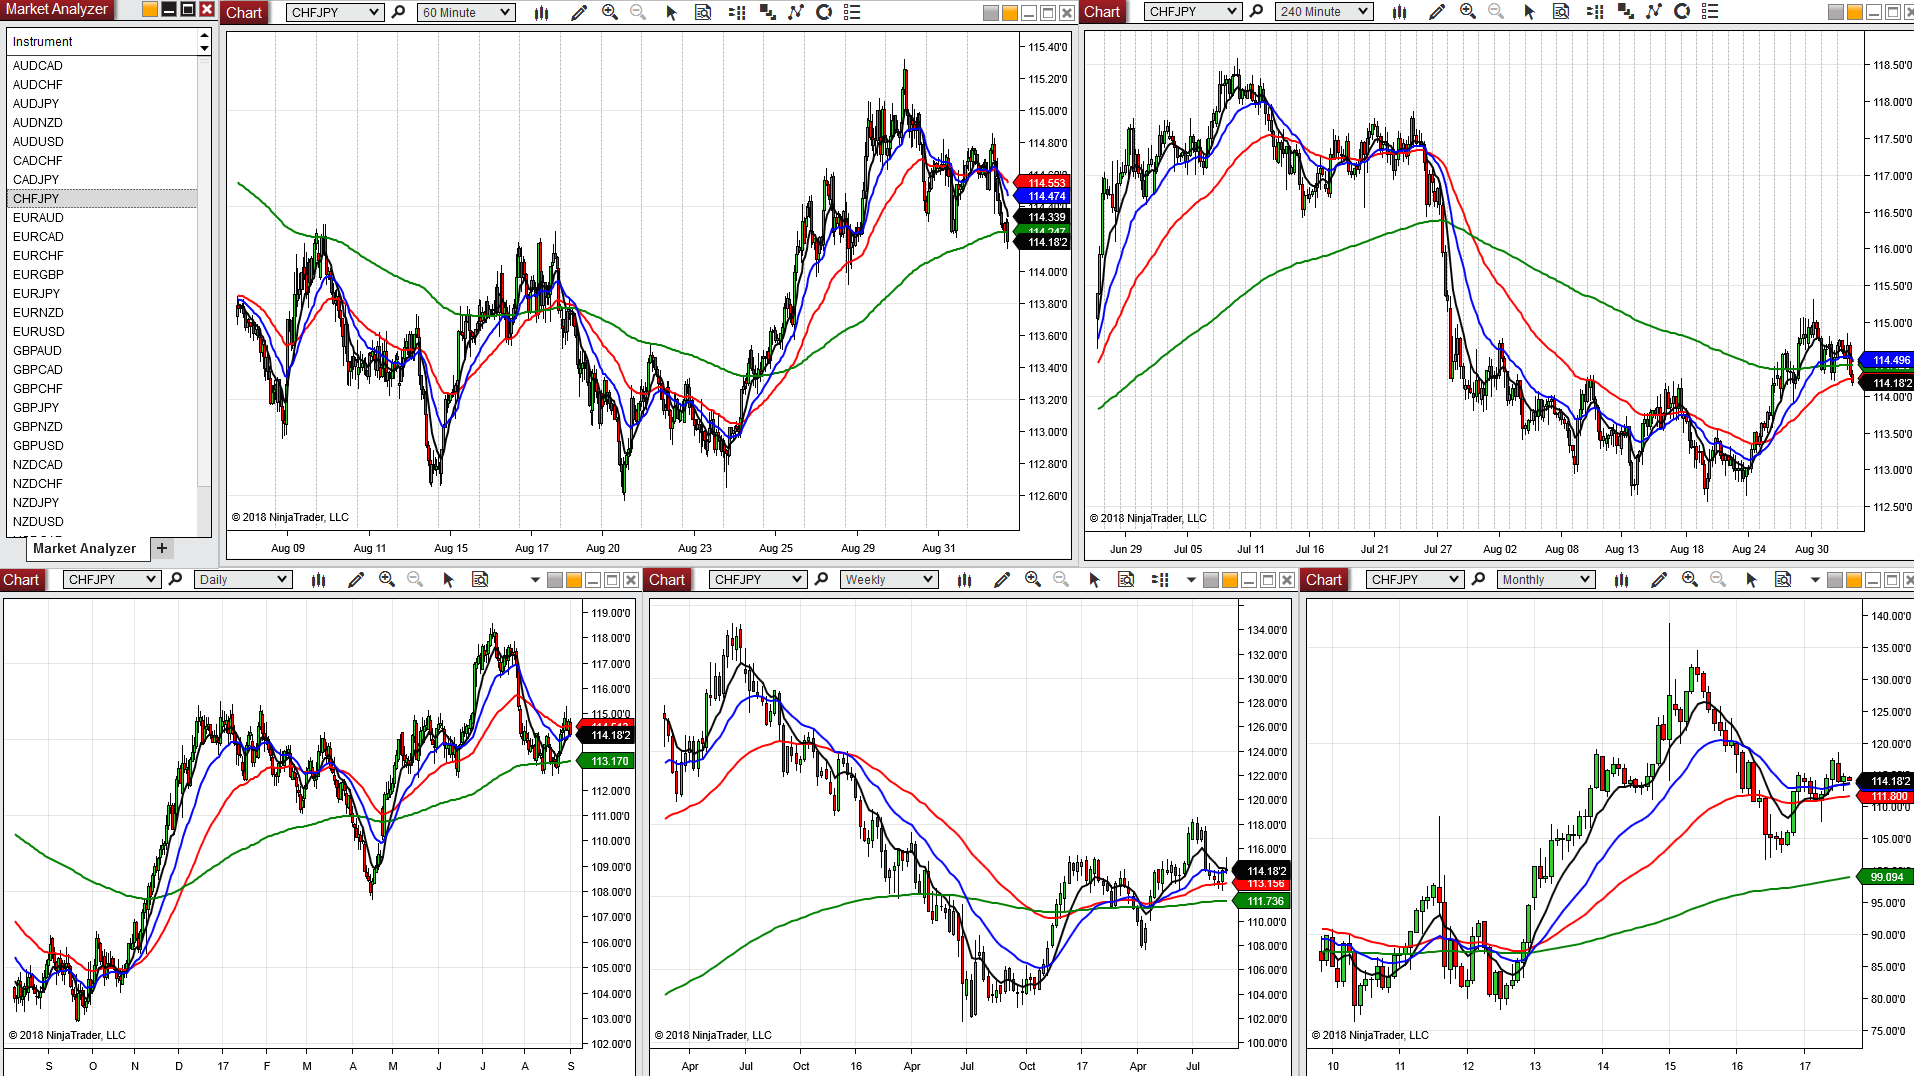 Market Analyzer
Instrument
AUDCAD
AUDCHF
AUDJPY
AUDNZD
AUDUSD
CADCHF
CADJPY
CHFJPY
EURAUD
EURCAD
EURCHF
EURGBP
EURJPY
EURNZD
EURUSD
GBPAUD
GBPCAD
GBPCHF
GBPJPY
GBPNZD
GBPUSD
NZDCAD
NZDCHF
NZDJPY
NZDUSD
Market Analyzer +
Chart CHFJPY 60 Minute
115.40'0
115.20'0
115.00'0
114.80'0
114.553
114.474
114.339
114.247
114.18'2
114.00'0
113.80'0
113.60'0
113.40'0
113.20'0
113.00'0
112.80'0
112.60'0
© 2018 NinjaTrader, LLC
Aug 09 Aug 11 Aug 15 Aug 17 Aug 20 Aug 23 Aug 25 Aug 29 Aug 31
Chart CHFJPY 240 Minute
118.50'0
118.00'0
117.50'0
117.00'0
116.50'0
116.00'0
115.50'0
115.00'0
114.496
114.18'2
114.00'0
113.50'0
113.00'0
112.50'0
© 2018 NinjaTrader, LLC
Jun 29 Jul 05 Jul 11 Jul 16 Jul 21 Jul 27 Aug 02 Aug 08 Aug 13 Aug 18 Aug 24 Aug 30
Chart CHFJPY Daily
119.00'0
118.00'0
117.00'0
116.00'0
115.00'0
114.18'2
113.170
112.00'0
111.00'0
110.00'0
109.00'0
108.00'0
107.00'0
106.00'0
105.00'0
104.00'0
103.00'0
102.00'0
© 2018 NinjaTrader, LLC
S O N D 17 F M A M J J A S
Chart CHFJPY Weekly
134.00'0
132.00'0
130.00'0
128.00'0
126.00'0
124.00'0
122.00'0
120.00'0
118.00'0
116.00'0
114.18'2
113.156
111.736
110.00'0
108.00'0
106.00'0
104.00'0
102.00'0
100.00'0
© 2018 NinjaTrader, LLC
Apr Jul Oct 16 Apr Jul Oct 17 Apr Jul
Chart CHFJPY Monthly
140.00'0
135.00'0
130.00'0
125.00'0
120.00'0
114.18'2
111.800
110.00'0
105.00'0
99.094
95.00'0
90.00'0
85.00'0
80.00'0
75.00'0
© 2018 NinjaTrader, LLC
10 11 12 13 14 15 16 17